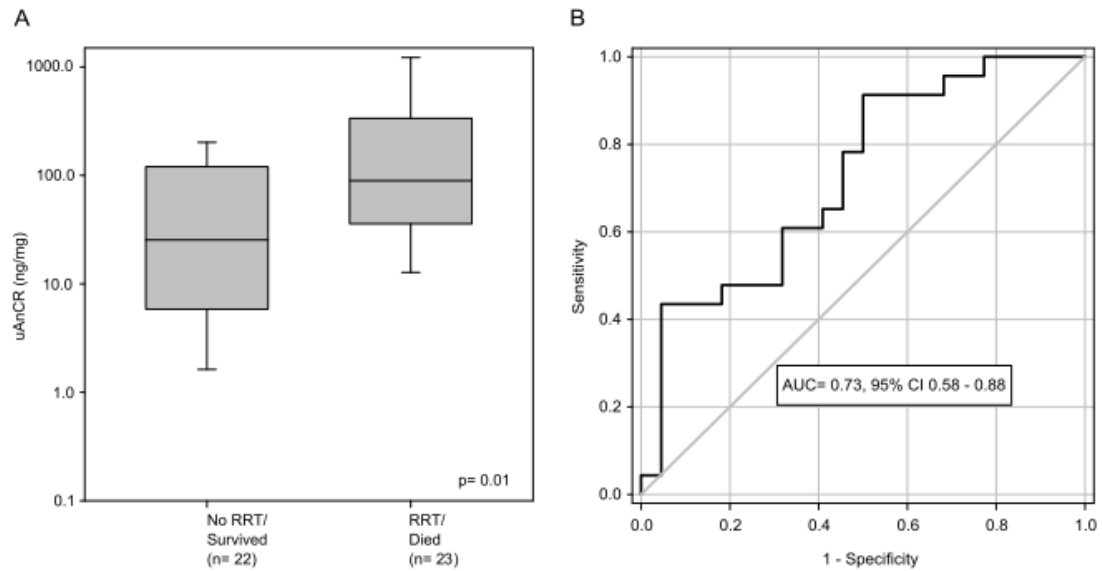 A
1000.0
100.0
10.0
1.0
0.1
uAnCR (ng/mg)
p= 0.01
No RRT/
Survived
(n= 22)
RRT/
Died
(n= 23)
B
1.0
0.8
0.6
0.4
0.2
0.0
Sensitivity
AUC= 0.73, 95% CI 0.58 - 0.88
0.0 0.2 0.4 0.6 0.8 1.0
1 - Specificity